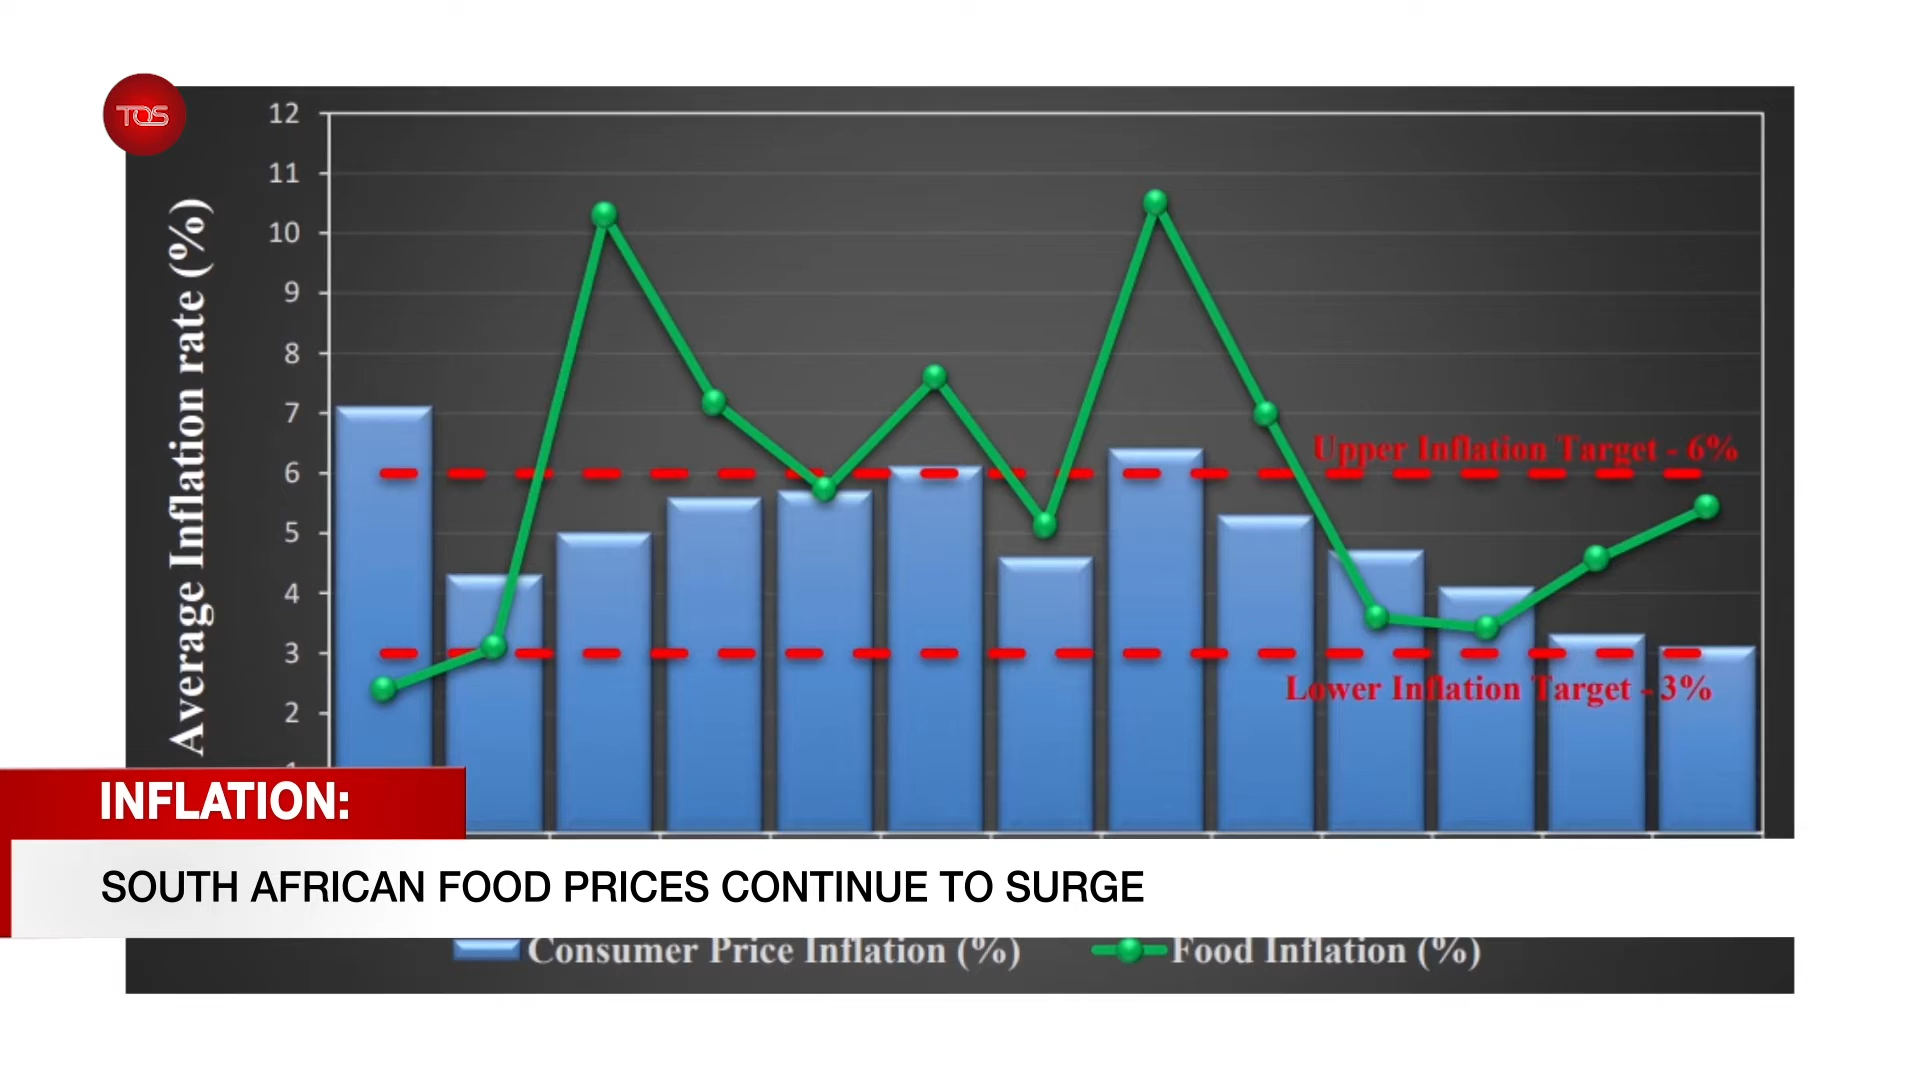 TOS
12
11
10
9
8
7
6
5
4
3
2
Average Inflation rate (%)
Upper Inflation Target - 6%
Lower Inflation Target - 3%
INFLATION:
SOUTH AFRICAN FOOD PRICES CONTINUE TO SURGE
Consumer Price Inflation (%)
Food Inflation (%)